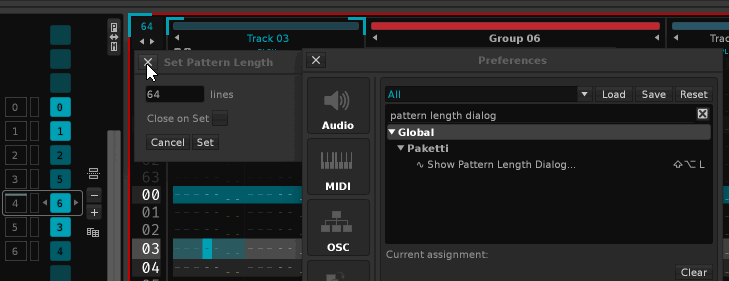 64
Track 03
Group 06
Trac
Set Pattern Length
Preferences
64 lines
Close on Set
Cancel
Set
All
Load
Save
Reset
pattern length dialog
Global
Paketti
Show Pattern Length Dialog...
⇧⌥ L
Audio
MIDI
OSC
Current assignment:
Clear
0 0
1 1
2 2
3 5
4 6
5 3
6 4
63
00
01
02
03
04